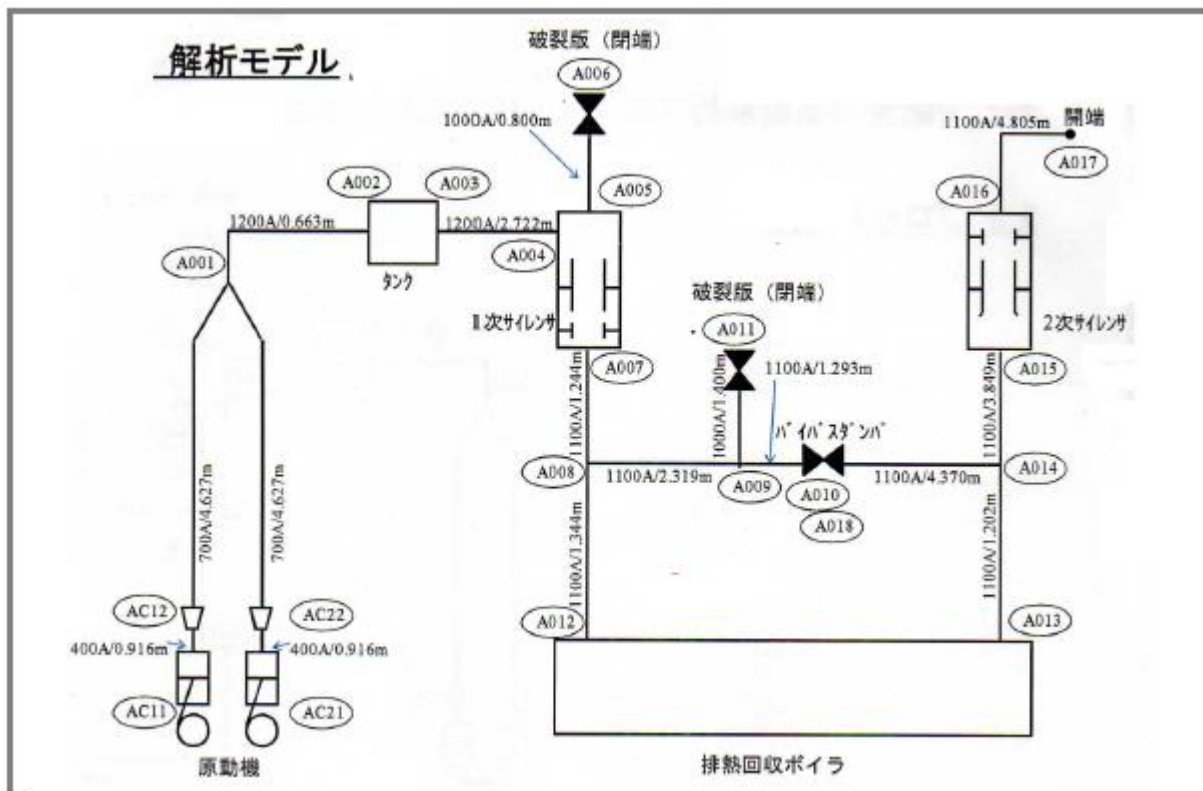 解析モデル
破裂版（閉端）
A006
1000A/0.800m
1100A/4.805m
開端
A017
A002
A003
A005
A016
1200A/0.663m
1200A/2.722m
A001
A004
タンク
破裂版（閉端）
1次サイレンサ
A011
2次サイレンサ
A007
1100A/1.293m
A015
1100A/1.244m
1000A/1.400m
1100A/3.849m
バイパスダンパ
A008
1100A/2.319m
A009
1100A/4.370m
A014
A010
A018
700A/4.627m
700A/4.627m
1100A/1.344m
1100A/1.202m
AC12
AC22
A012
A013
400A/0.916m
400A/0.916m
AC11
AC21
原動機
排熱回収ボイラ